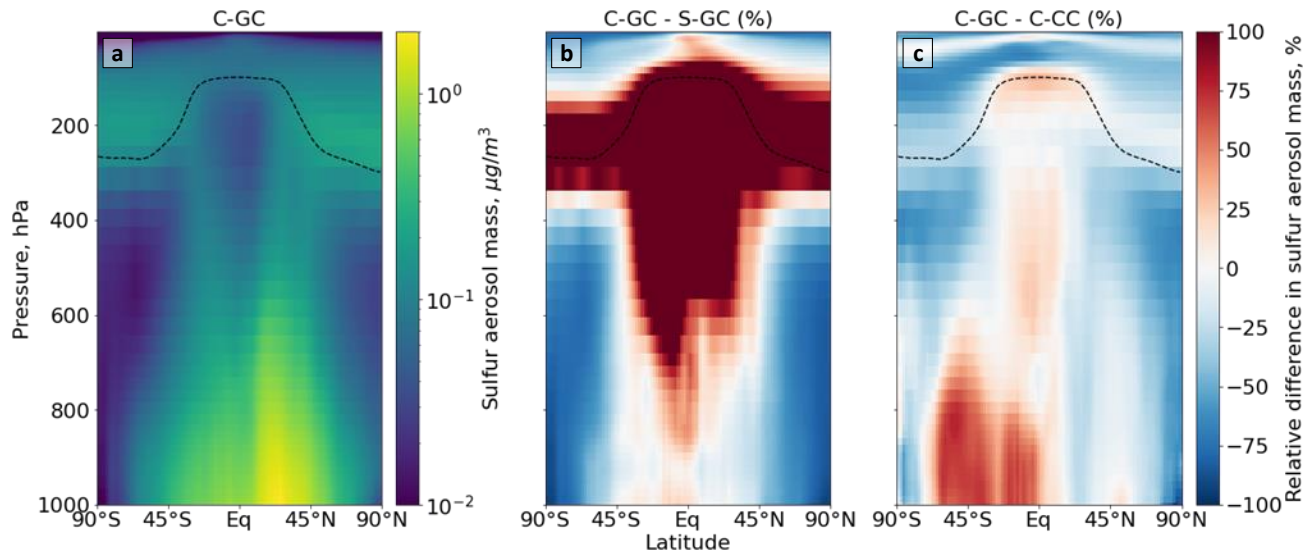 C-GC
C-GC - S-GC (%)
C-GC - C-CC (%)
a
b
c
Pressure, hPa
200
400
600
800
1000
90°S 45°S Eq 45°N 90°N
10⁰
10⁻¹
10⁻²
Sulfur aerosol mass, μg/m³
90°S 45°S Eq 45°N 90°N
Latitude
90°S 45°S Eq 45°N 90°N
100
75
50
25
0
−25
−50
−75
−100
Relative difference in sulfur aerosol mass, %